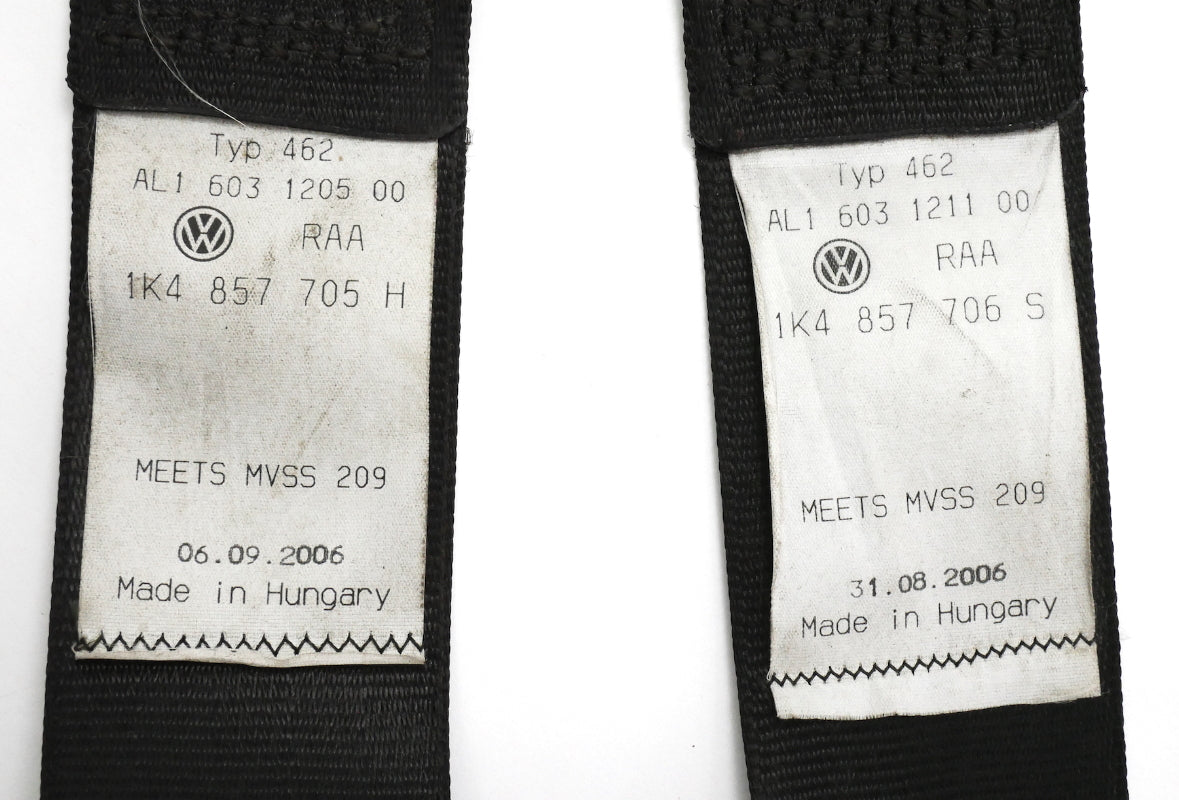 Typ 462
AL1 603 1205 00
RAA
1K4 857 705 H
MEETS MVSS 209
06.09.2006
Made in Hungary
Typ 462
AL1 603 1211 00
RAA
1K4 857 706 S
MEETS MVSS 209
31.08.2006
Made in Hungary